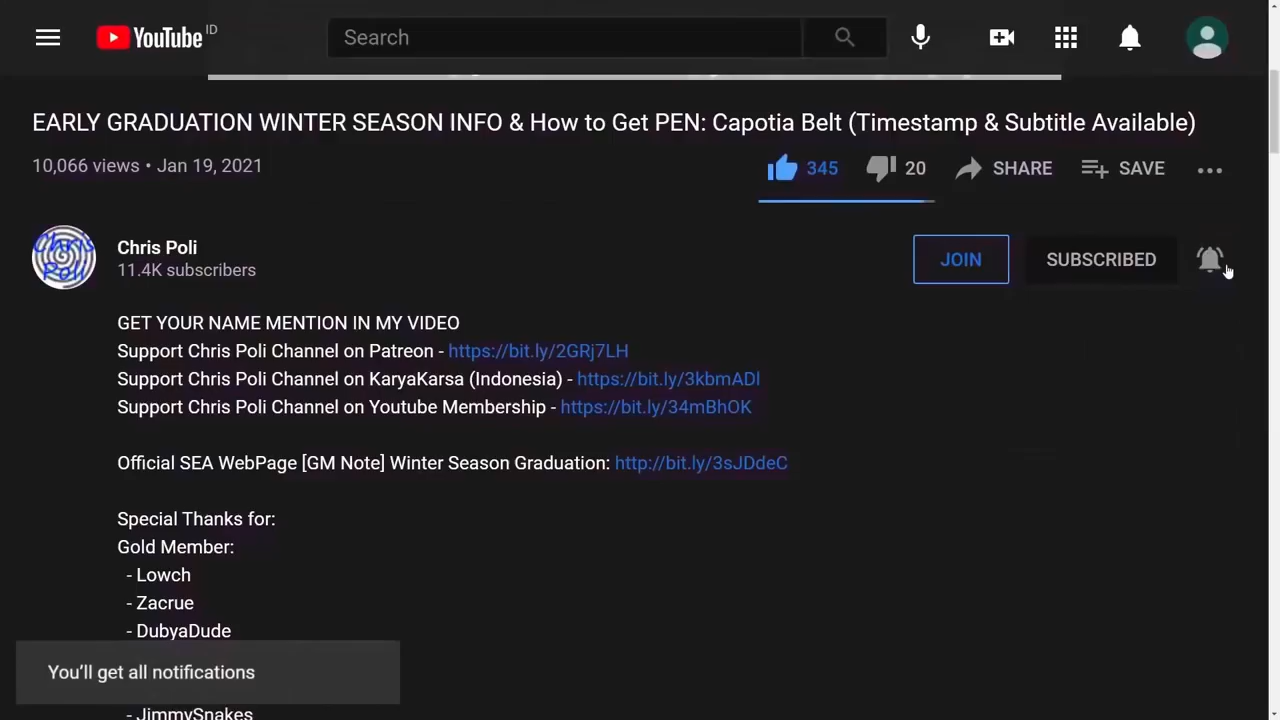 YouTube ID
Search
EARLY GRADUATION WINTER SEASON INFO & How to Get PEN: Capotia Belt (Timestamp & Subtitle Available)
10,066 views • Jan 19, 2021
345
20
SHARE
SAVE
Chris Poli
Chris Poli
11.4K subscribers
JOIN
SUBSCRIBED
GET YOUR NAME MENTION IN MY VIDEO
Support Chris Poli Channel on Patreon - https://bit.ly/2GRj7LH
Support Chris Poli Channel on KaryaKarsa (Indonesia) - https://bit.ly/3kbmADl
Support Chris Poli Channel on Youtube Membership - https://bit.ly/34mBhOK
Official SEA WebPage [GM Note] Winter Season Graduation: http://bit.ly/3sJDdeC
Special Thanks for:
Gold Member:
- Lowch
- Zacrue
- DubyaDude
You'll get all notifications
- JimmySnakes